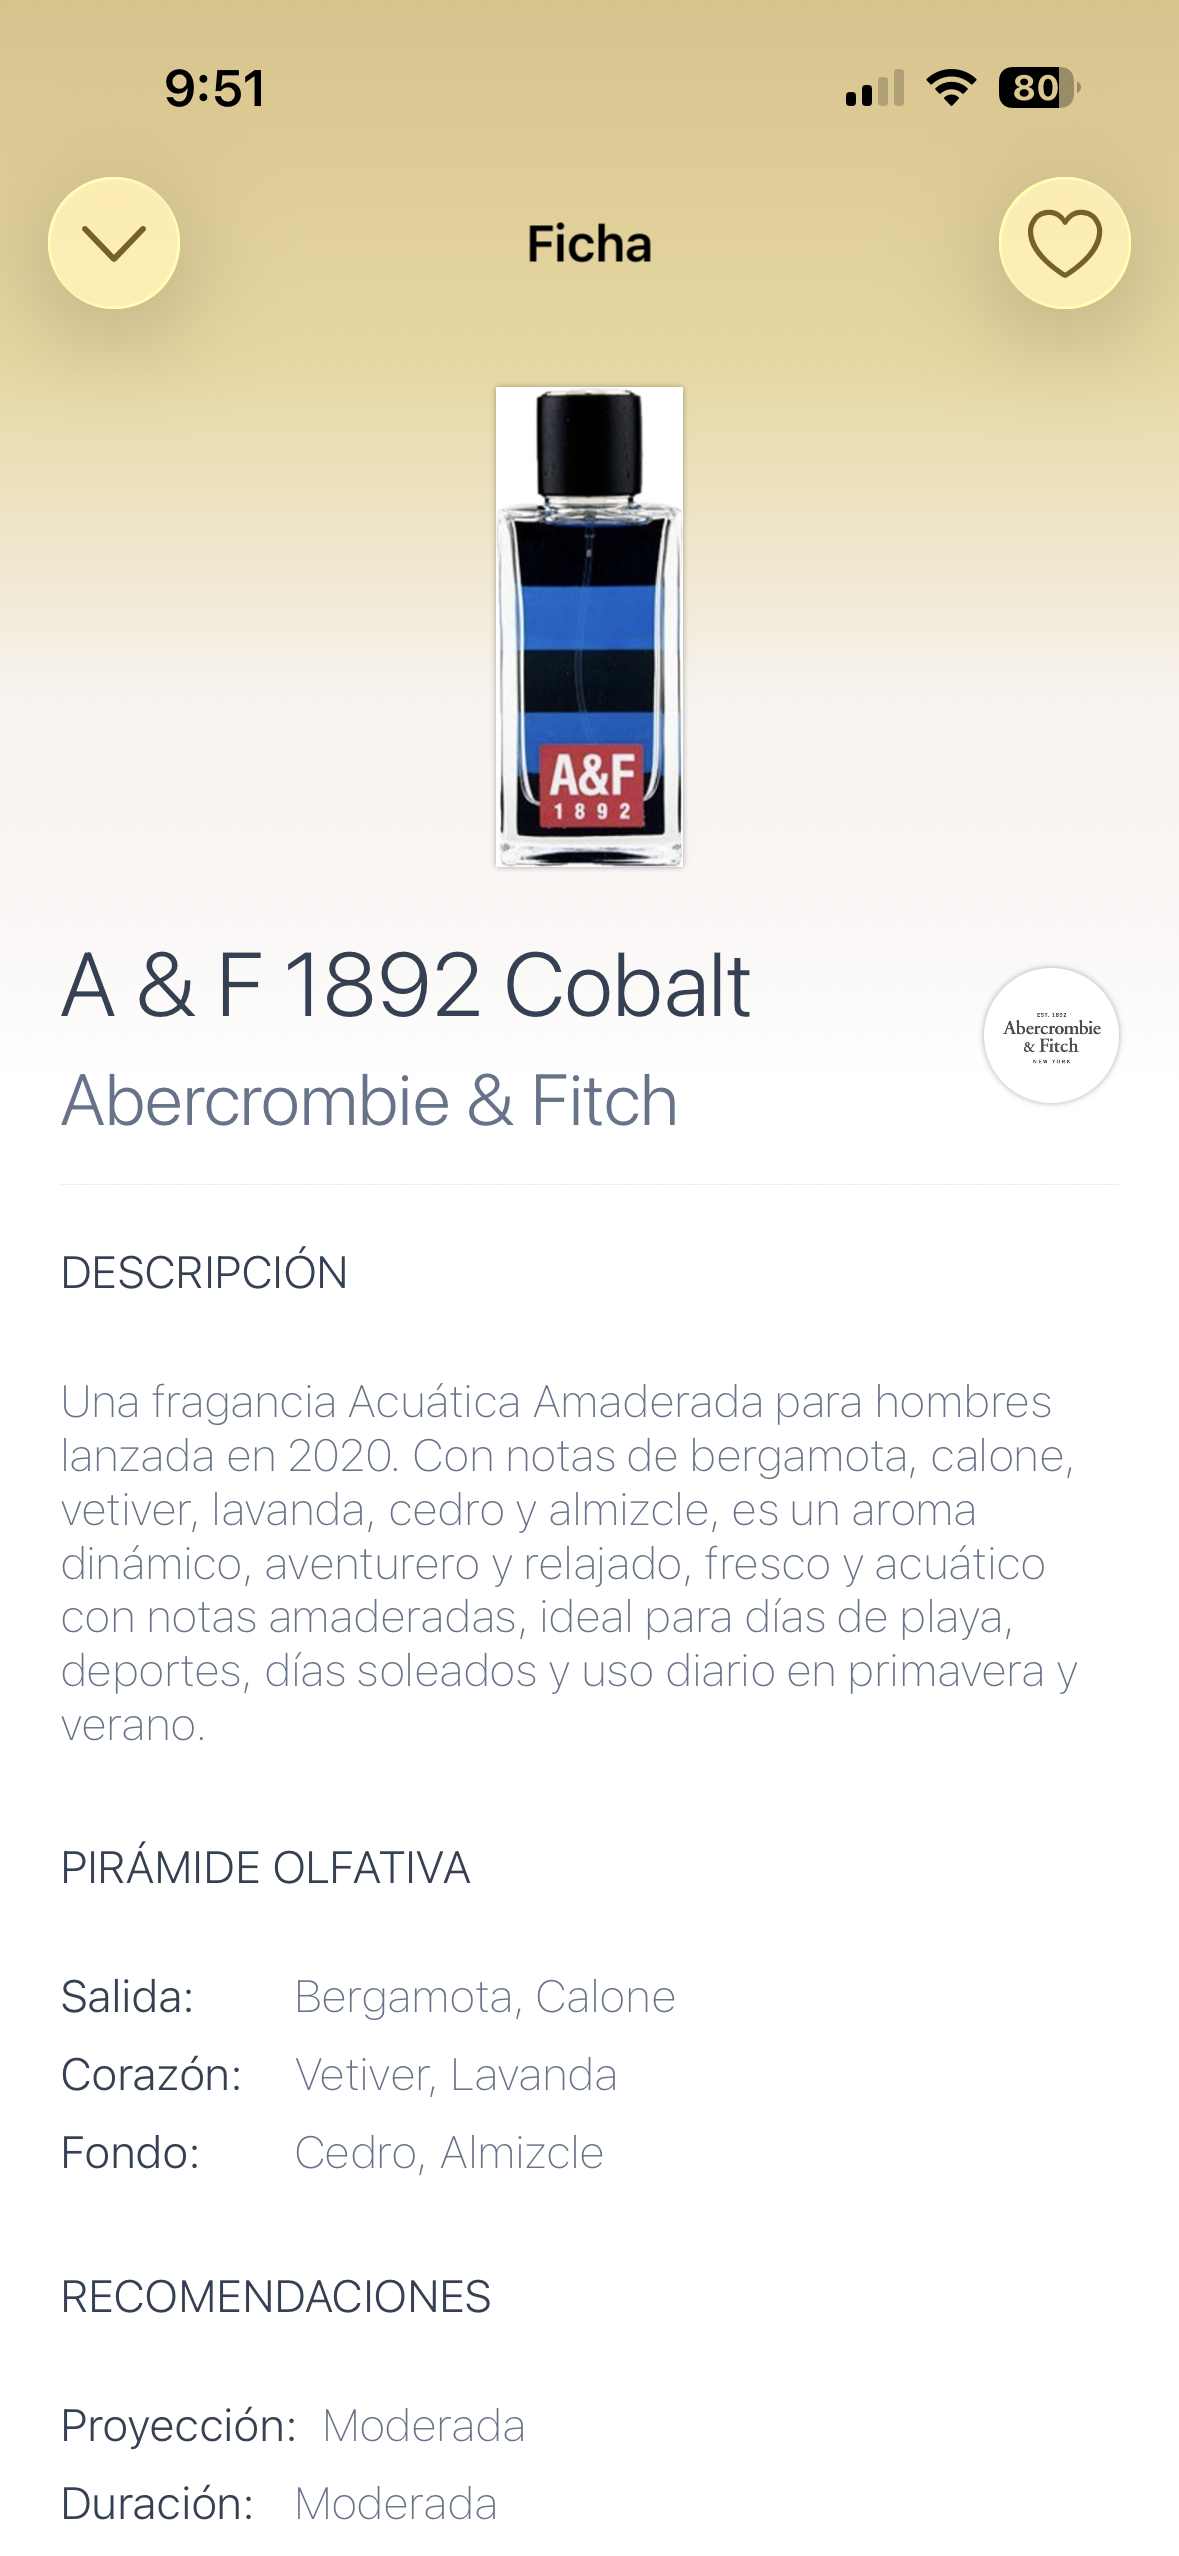 9:51
80
Ficha
A&F
1892
A & F 1892 Cobalt
Abercrombie & Fitch
EST. 1892
Abercrombie
& Fitch
NEW YORK
DESCRIPCIÓN
Una fragancia Acuática Amaderada para hombres
lanzada en 2020. Con notas de bergamota, calone,
vetiver, lavanda, cedro y almizcle, es un aroma
dinámico, aventurero y relajado, fresco y acuático
con notas amaderadas, ideal para días de playa,
deportes, días soleados y uso diario en primavera y
verano.
PIRÁMIDE OLFATIVA
Salida: Bergamota, Calone
Corazón: Vetiver, Lavanda
Fondo: Cedro, Almizcle
RECOMENDACIONES
Proyección: Moderada
Duración: Moderada